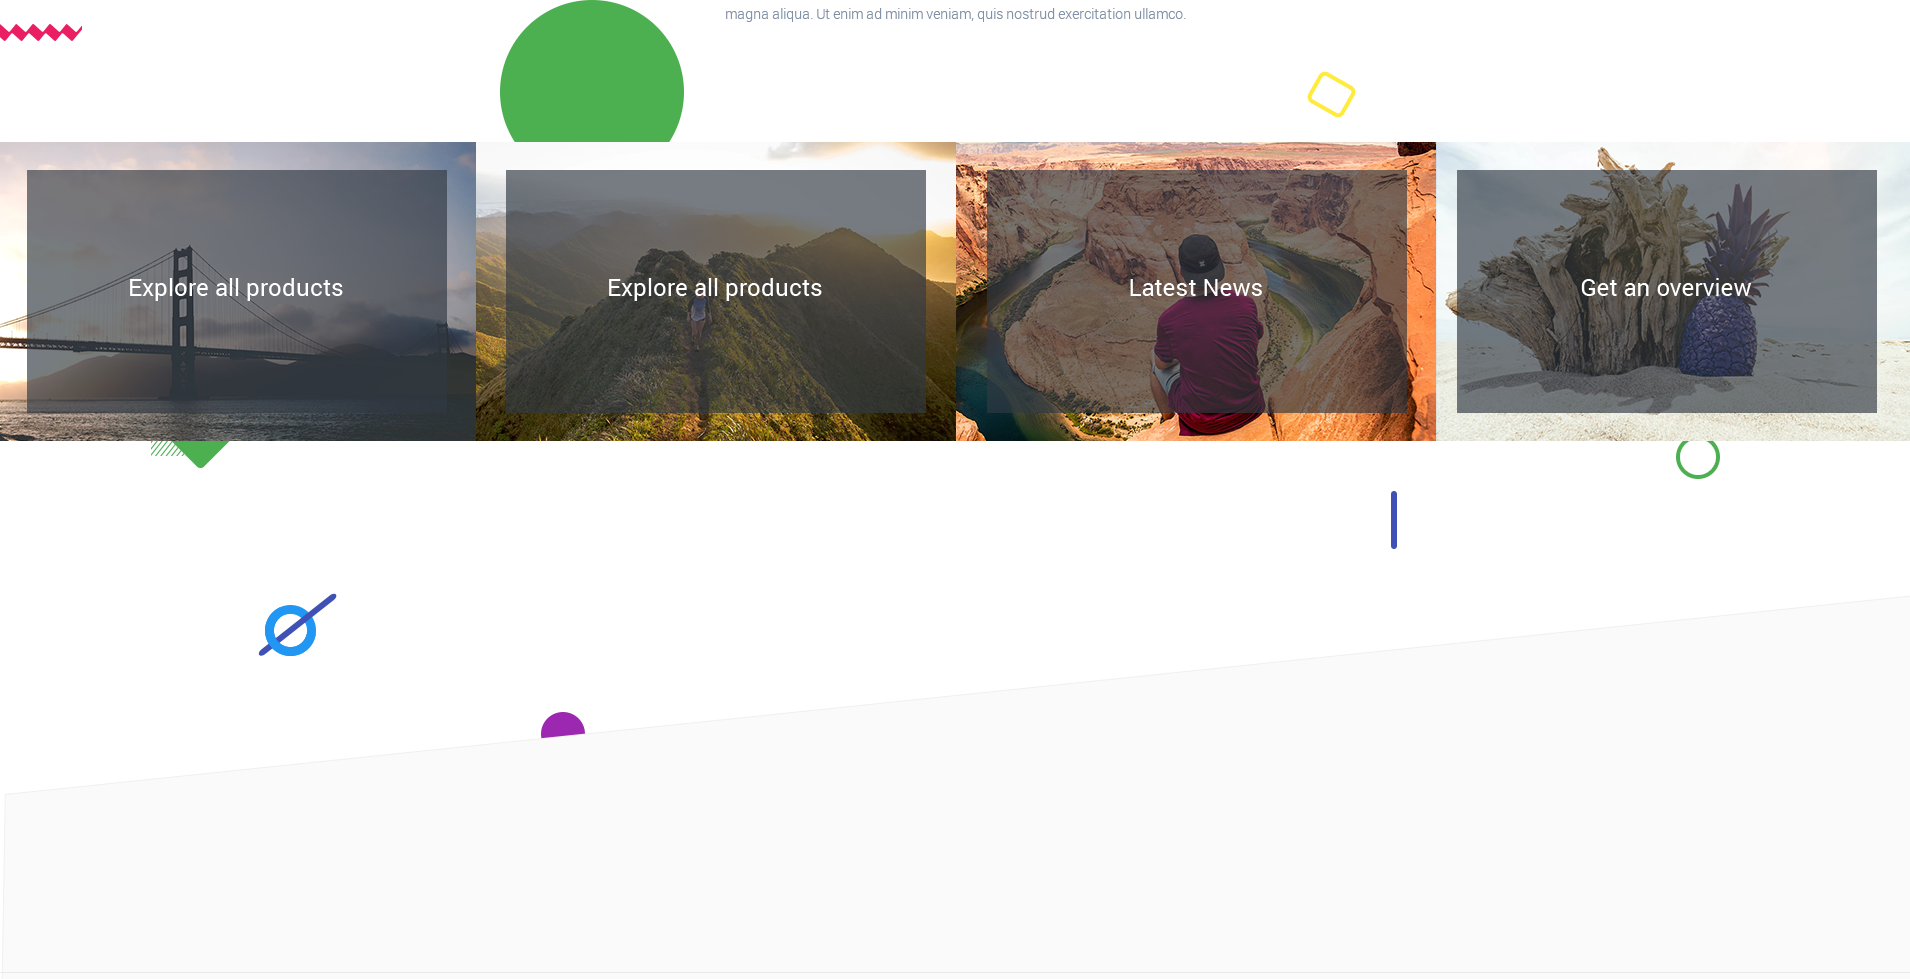 magna aliqua. Ut enim ad minim veniam, quis nostrud exercitation ullamco.
Explore all products
Explore all products
Latest News
Get an overview